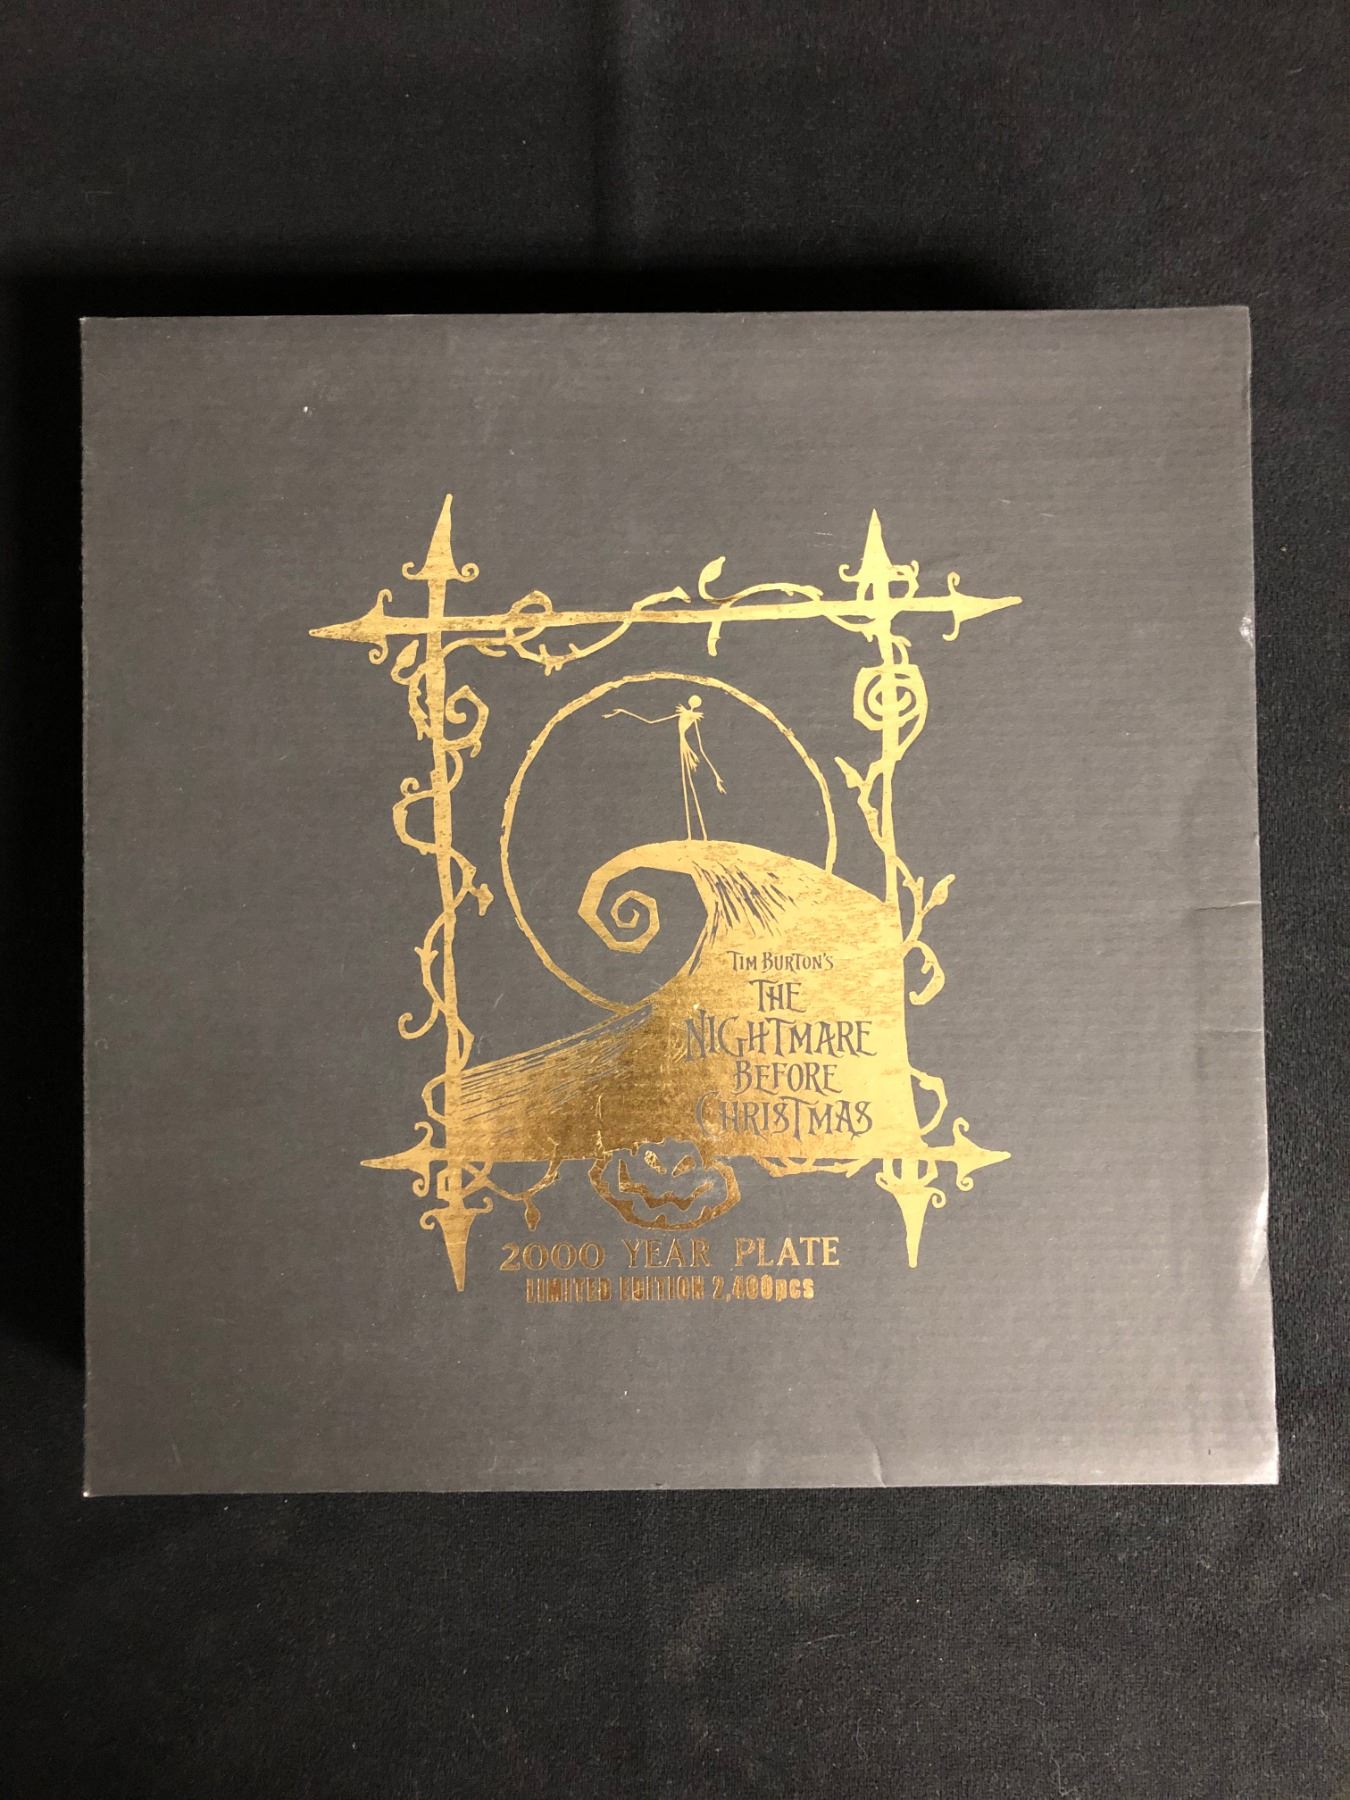 TIM BURTON'S
THE
NIGHTMARE
BEFORE
CHRISTMAS
2000 YEAR PLATE
LIMITED EDITION 2,400pcs